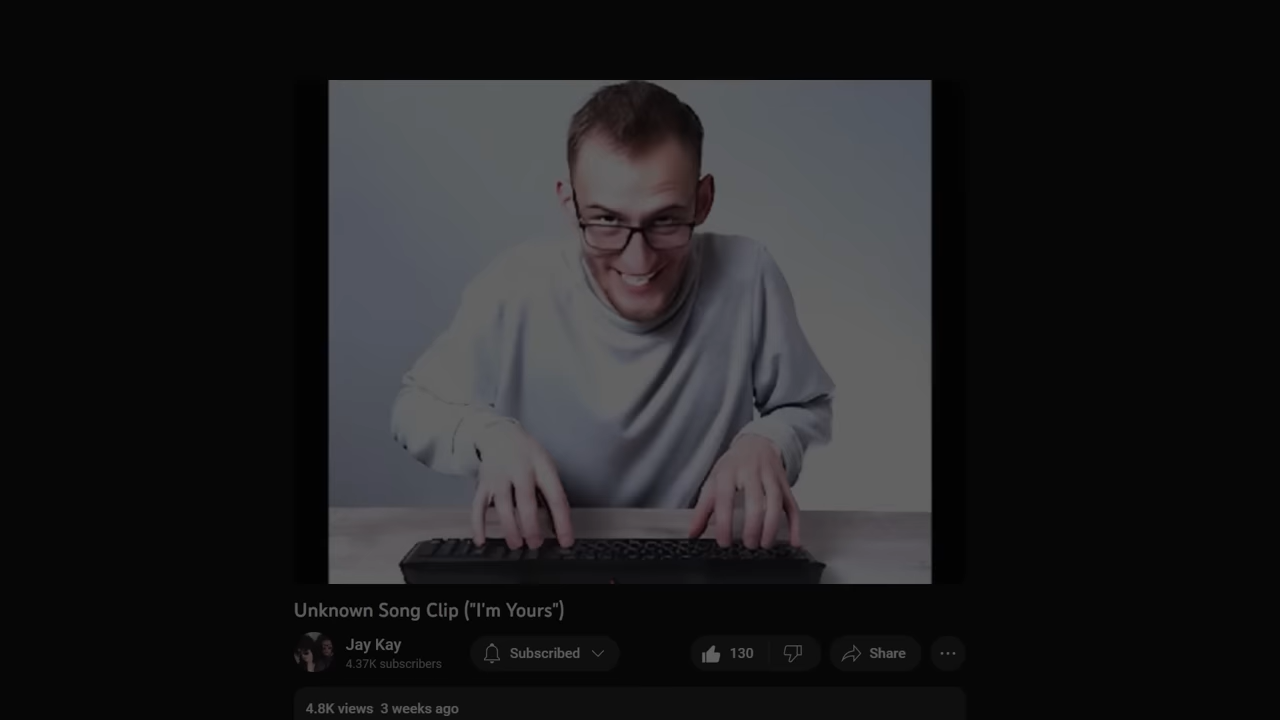 Unknown Song Clip ("I'm Yours")
Jay Kay
4.37K subscribers
Subscribed
130
Share
4.8K views 3 weeks ago